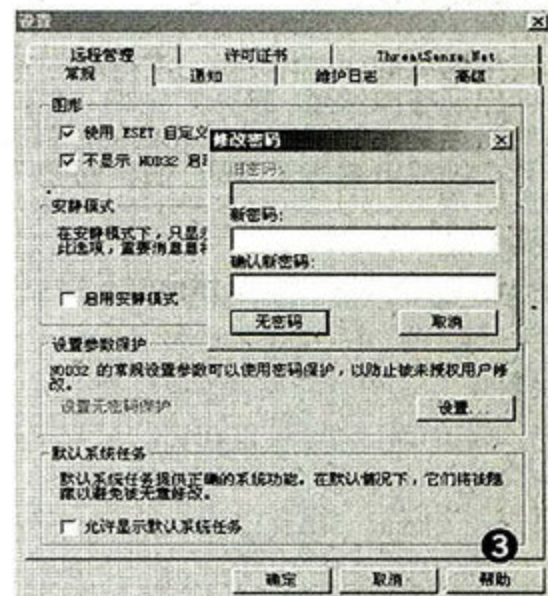 设置
远程管理 许可证书 ThreatSense.Net
常规 通知 维护日志 高级
图形
使用 ESET 自定义
不显示 NOD32 启
修改密码
旧密码:
新密码:
确认新密码:
无密码 取消
安静模式
在安静模式下，只显
此选项，重要消息
启用安静模式
设置参数保护
NOD32 的常规设置参数可以使用密码保护，以防止被未授权用户修
改。
设置无密码保护 设置...
默认系统任务
默认系统任务提供正确的系统功能。在默认情况下，它们将被隐
藏以避免被无意修改。
允许显示默认系统任务
3
确定 取消 帮助